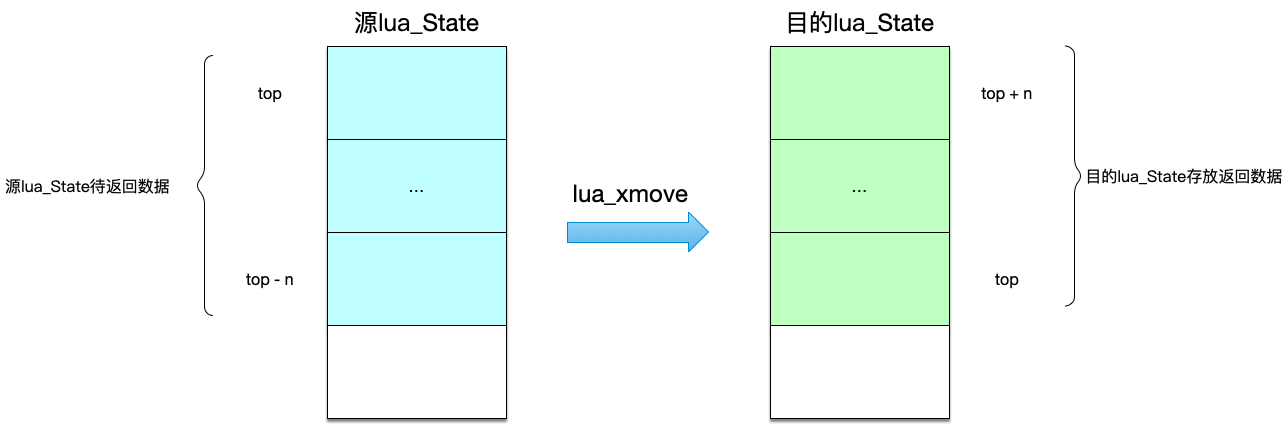 源lua_State
目的lua_State
top
top + n
源lua_State待返回数据
...
lua_xmove
...
目的lua_State存放返回数据
top - n
top